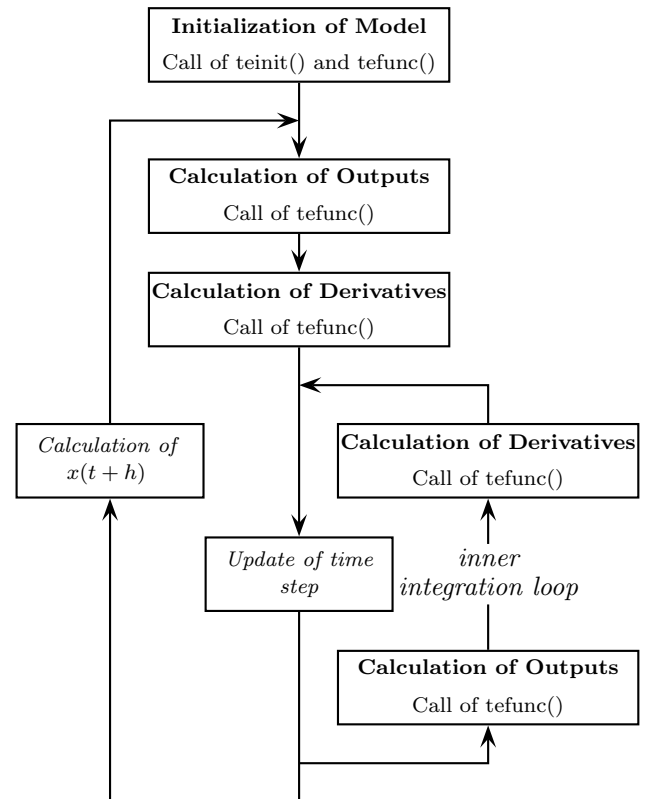 Initialization of Model
Call of teinit() and tefunc()
Calculation of Outputs
Call of tefunc()
Calculation of Derivatives
Call of tefunc()
Calculation of
x(t + h)
Calculation of Derivatives
Call of tefunc()
Update of time
step
inner
integration loop
Calculation of Outputs
Call of tefunc()